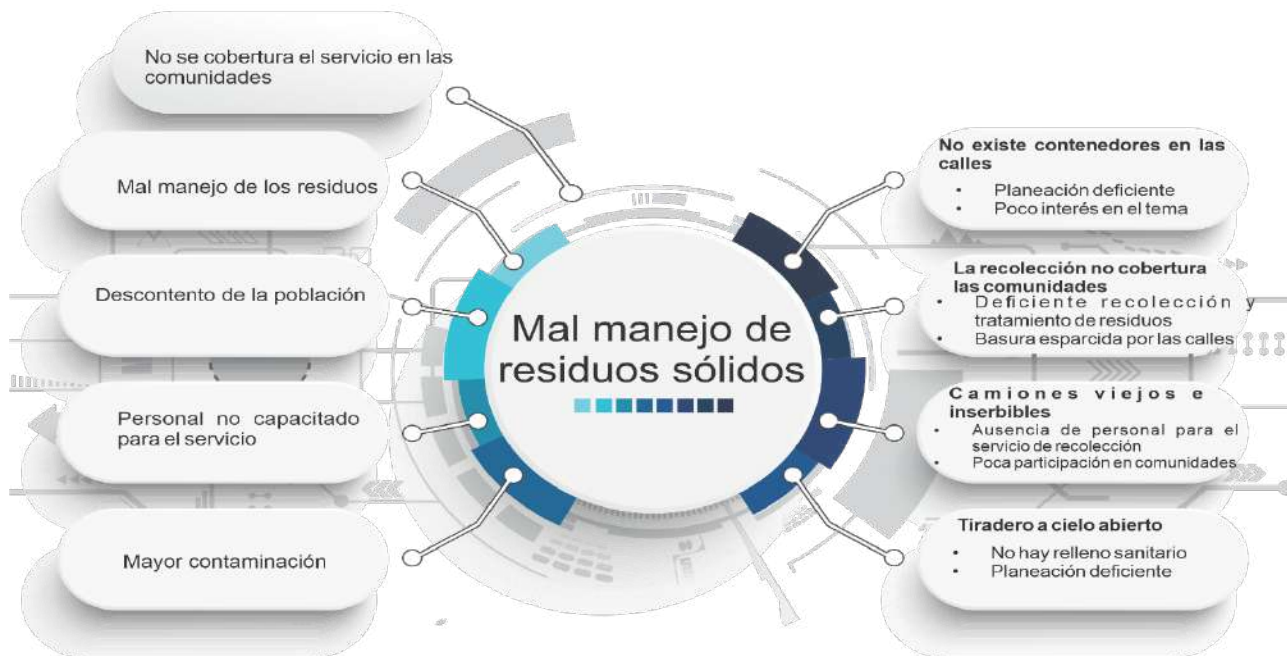 No se cobertura el servicio en las
comunidades
Mal manejo de los residuos
Descontento de la población
Personal no capacitado
para el servicio
Mayor contaminación
Mal manejo de
residuos sólidos
No existe contenedores en las
calles
• Planeación deficiente
• Poco interés en el tema
La recolección no cobertura
las comunidades
• Deficiente recolección y
tratamiento de residuos
• Basura esparcida por las calles
Camiones viejos e
inserbibles
• Ausencia de personal para el
servicio de recolección
• Poca participación en comunidades
Tiradero a cielo abierto
• No hay relleno sanitario
• Planeación deficiente